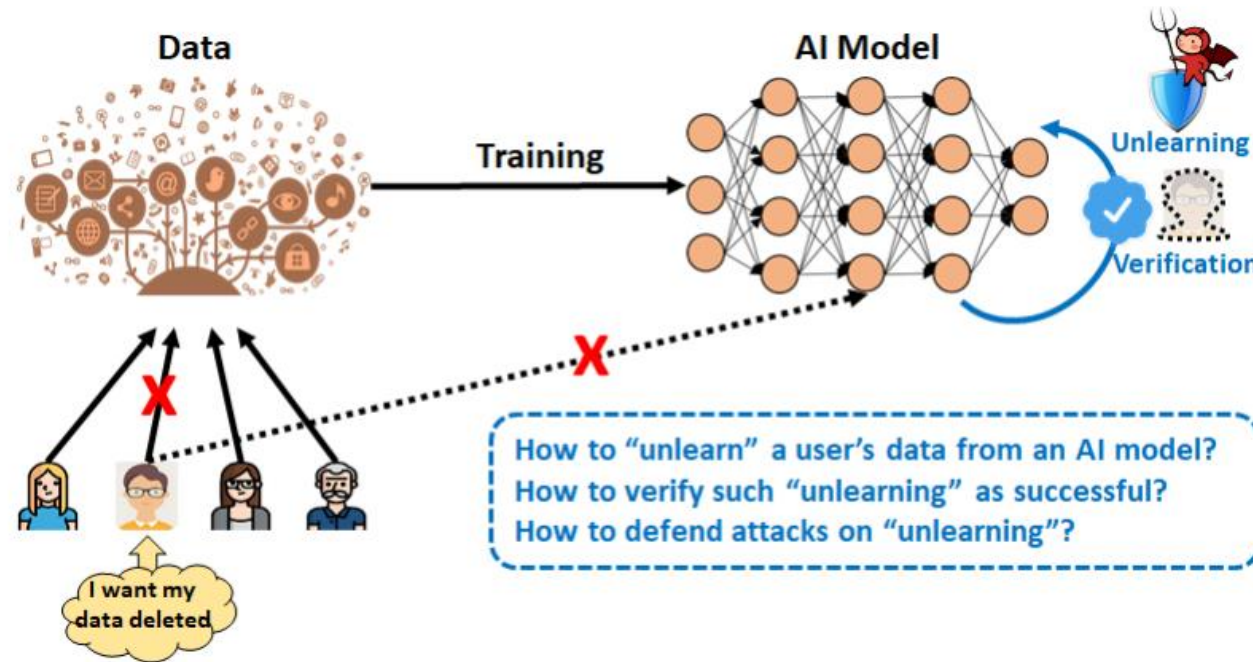 Data
AI Model
Training
Unlearning
Verification
X
X
How to “unlearn” a user’s data from an AI model?
How to verify such “unlearning” as successful?
How to defend attacks on “unlearning”?
I want my
data deleted